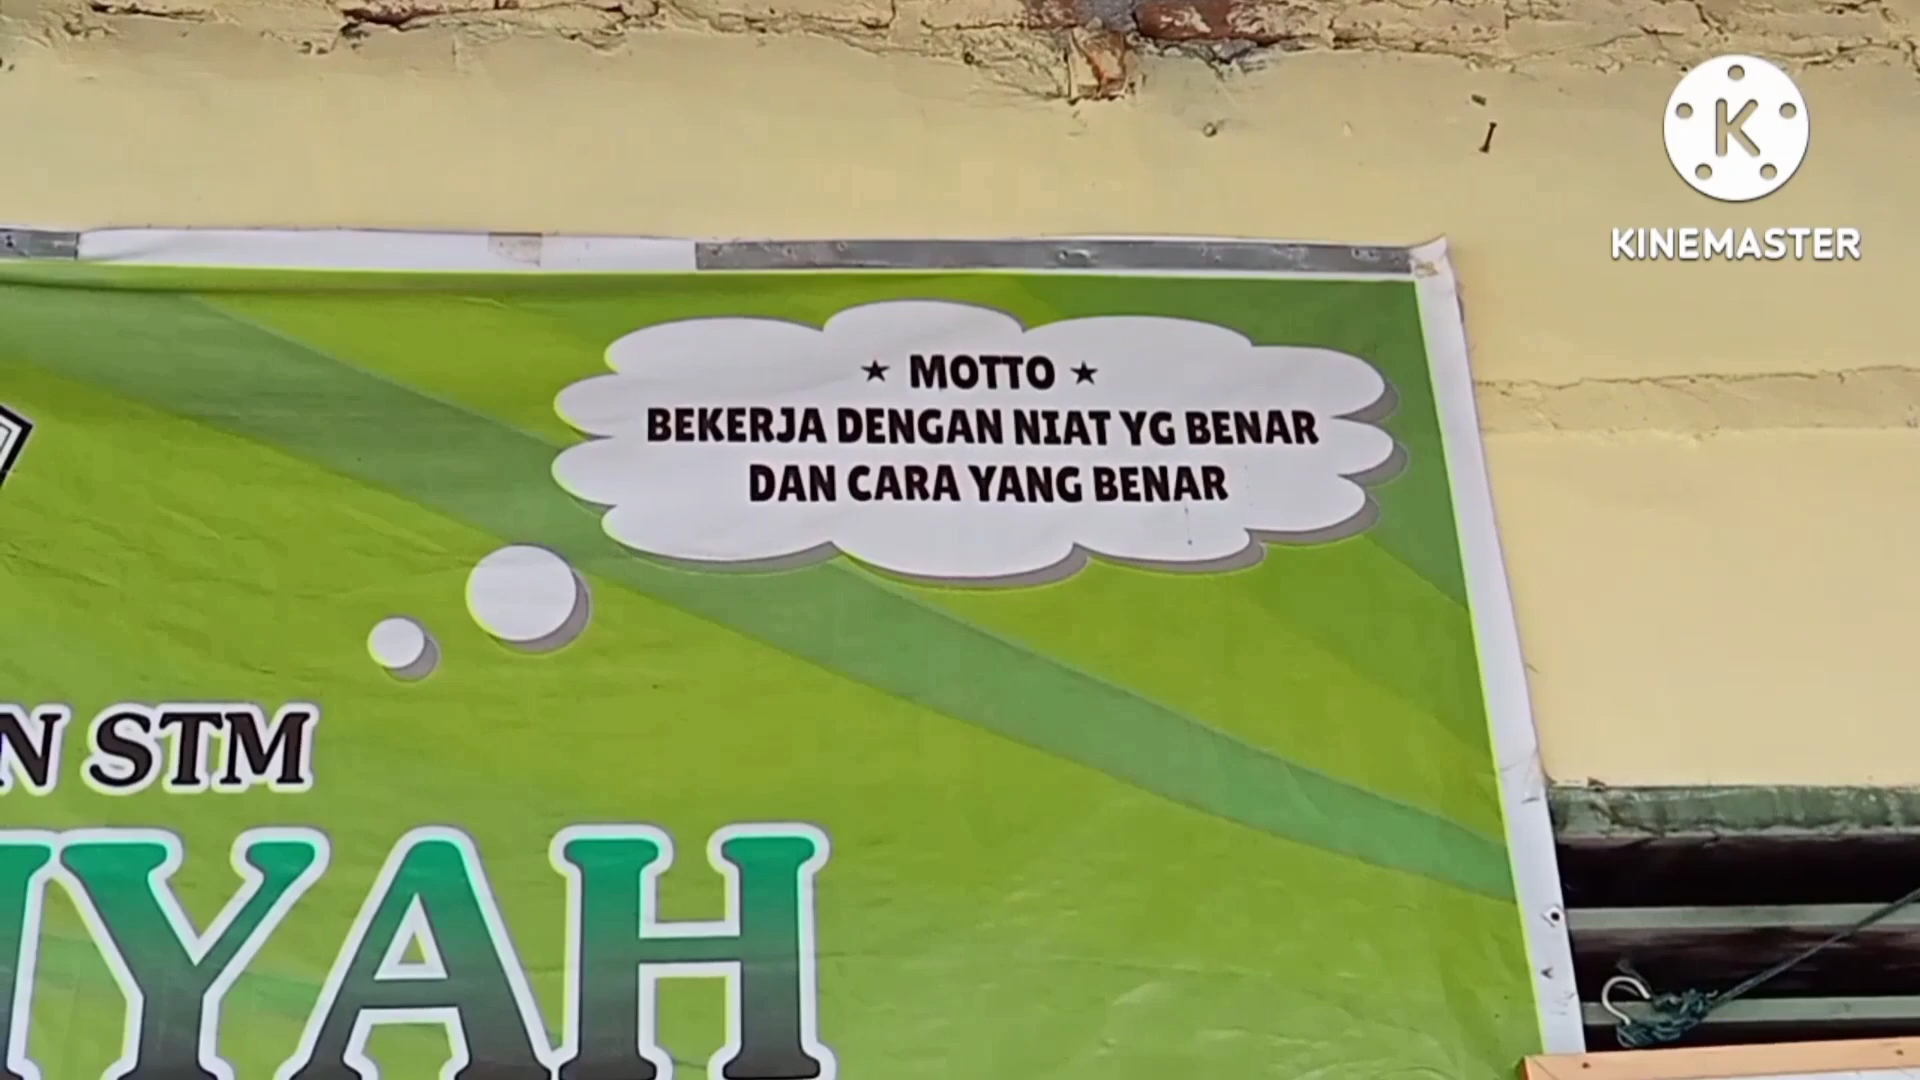 KINEMASTER
★ MOTTO ★
BEKERJA DENGAN NIAT YG BENAR
DAN CARA YANG BENAR
N STM
YAH